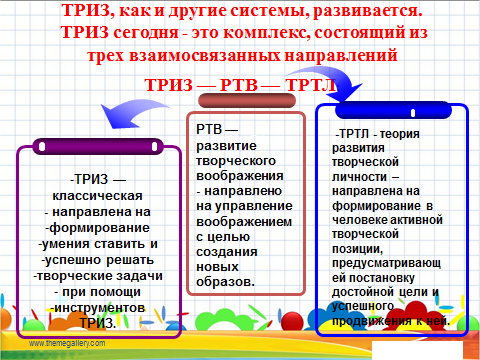 ТРИЗ, как и другие системы, развивается.
ТРИЗ сегодня - это комплекс, состоящий из
трех взаимосвязанных направлений
ТРИЗ — РТВ — ТРТЛ
-ТРИЗ —
классическая
- направлена на
-формирование
-умения ставить и
-успешно решать
-творческие задачи
- при помощи
-инструментов
ТРИЗ.
РТВ —
развитие
творческого
воображения
- направлено
на управление
воображением
с целью
создания
новых
образов.
-ТРТЛ - теория
развития
творческой
личности –
направлена на
формирование в
человеке активной
творческой
позиции,
предусматривающ
ей постановку
достойной цели и
успешного
продвижения к ней.
www.themegallery.com